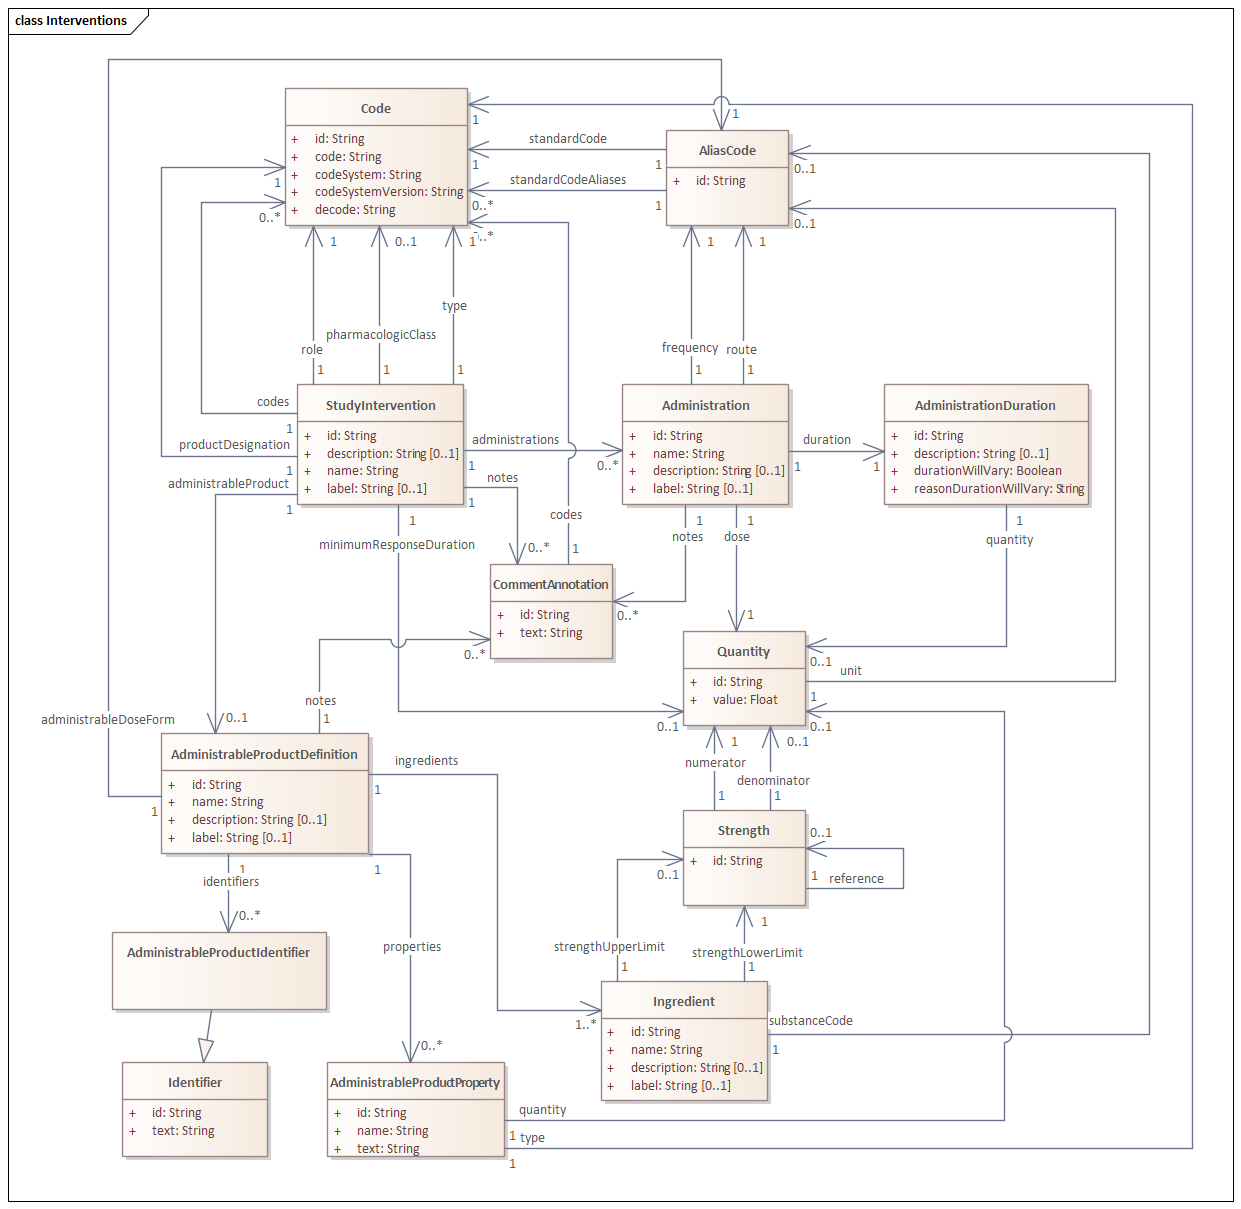 class Interventions
Code
+ id: String
+ code: String
+ codeSystem: String
+ codeSystemVersion: String
+ decode: String
AliasCode
+ id: String
1
1
standardCode
1
1
standardCodeAliases
0..*
1
0..1
0..1
1
0..*
1
0..1
1
1
1
type
pharmacologicClass
role
1
1
1
frequency
route
1
1
codes
1
productDesignation
1
administrableProduct
1
StudyIntervention
+ id: String
+ description: String [0..1]
+ name: String
+ label: String [0..1]
administrations
1
0..*
notes
1
0..*
Administration
+ id: String
+ name: String
+ description: String [0..1]
+ label: String [0..1]
duration
1
1
AdministrationDuration
+ id: String
+ description: String [0..1]
+ durationWillVary: Boolean
+ reasonDurationWillVary: String
1
minimumResponseDuration
codes
1
1
notes
0..*
1
dose
1
1
quantity
0..1
CommentAnnotation
+ id: String
+ text: String
0..*
notes
1
0..1
administrableDoseForm
1
Quantity
+ id: String
+ value: Float
unit
1
0..1
0..1
1
0..1
numerator
denominator
1
1
AdministrableProductDefinition
+ id: String
+ name: String
+ description: String [0..1]
+ label: String [0..1]
ingredients
1
1..*
Strength
+ id: String
0..1
1
reference
0..1
1
strengthUpperLimit
strengthLowerLimit
1
1
1
identifiers
0..*
1
properties
0..*
AdministrableProductIdentifier
Ingredient
+ id: String
+ name: String
+ description: String [0..1]
+ label: String [0..1]
substanceCode
1
Identifier
+ id: String
+ text: String
AdministrableProductProperty
+ id: String
+ name: String
+ text: String
quantity
1
type
1